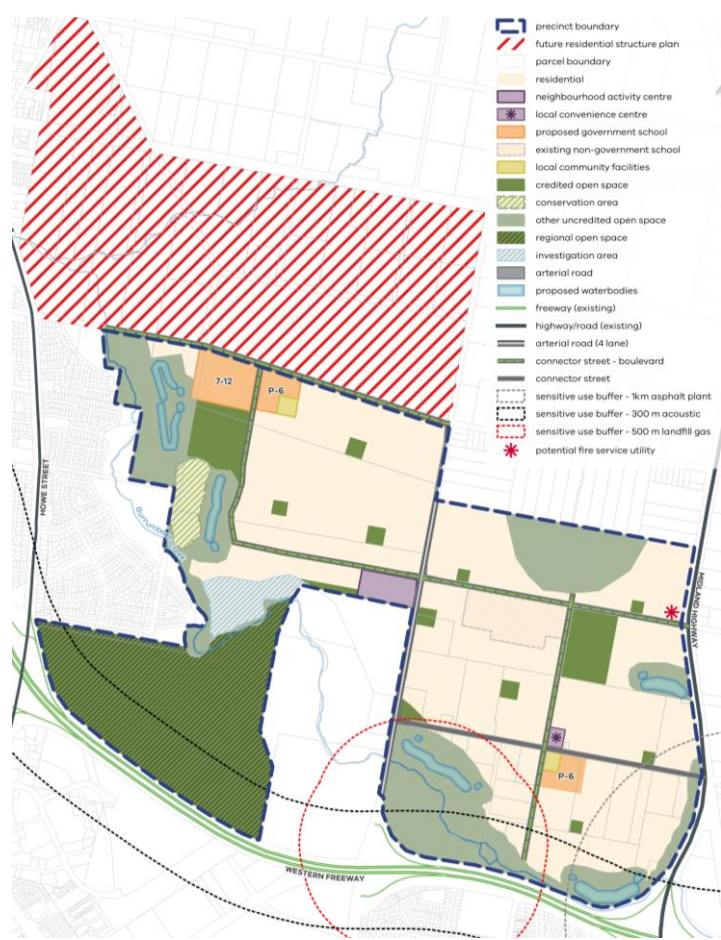 precinct boundary
future residential structure plan
parcel boundary
residential
neighbourhood activity centre
local convenience centre
proposed government school
existing non-government school
local community facilities
credited open space
conservation area
other uncredited open space
regional open space
investigation area
arterial road
proposed waterbodies
freeway (existing)
highway/road (existing)
arterial road (4 lane)
connector street - boulevard
connector street
sensitive use buffer - 1km asphalt plant
sensitive use buffer - 300 m acoustic
sensitive use buffer - 500 m landfill gas
potential fire service utility
7-12
P-6
HOWE STREET
MIDLAND HIGHWAY
P-6
WESTERN FREEWAY